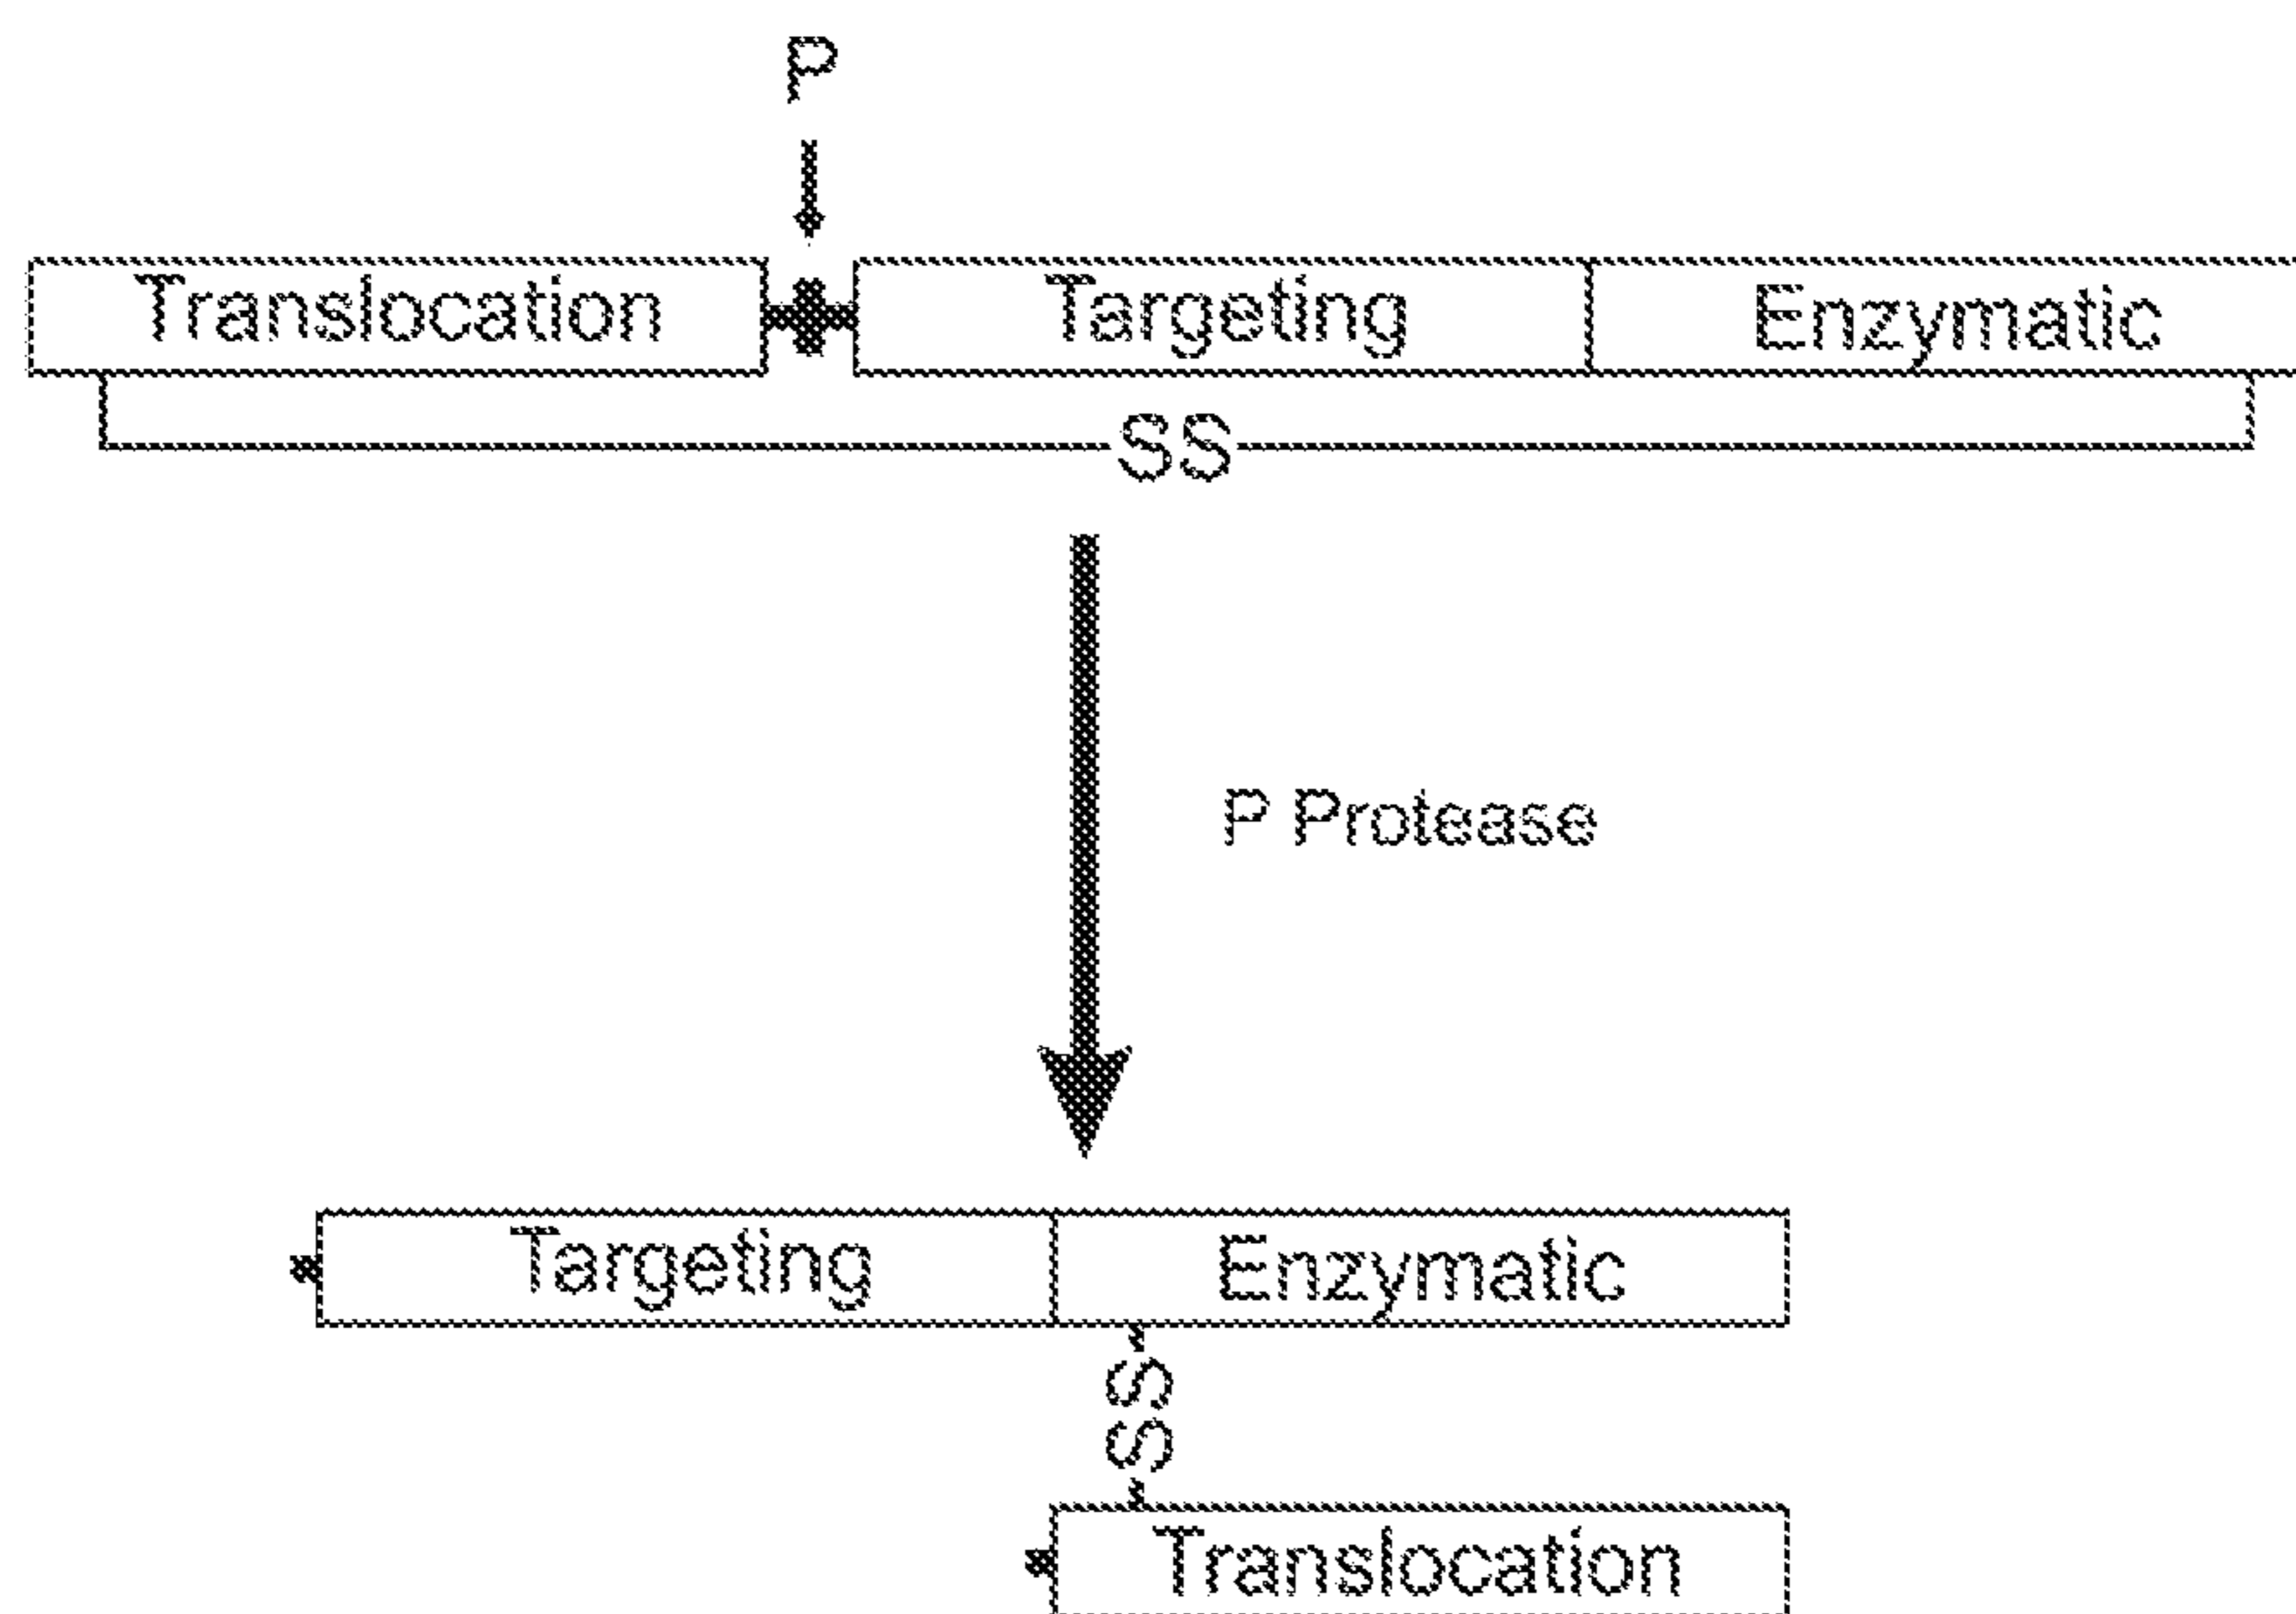 P
Translocation Targeting Enzymatic
SS
P Protease
Targeting Enzymatic
SS
Translocation